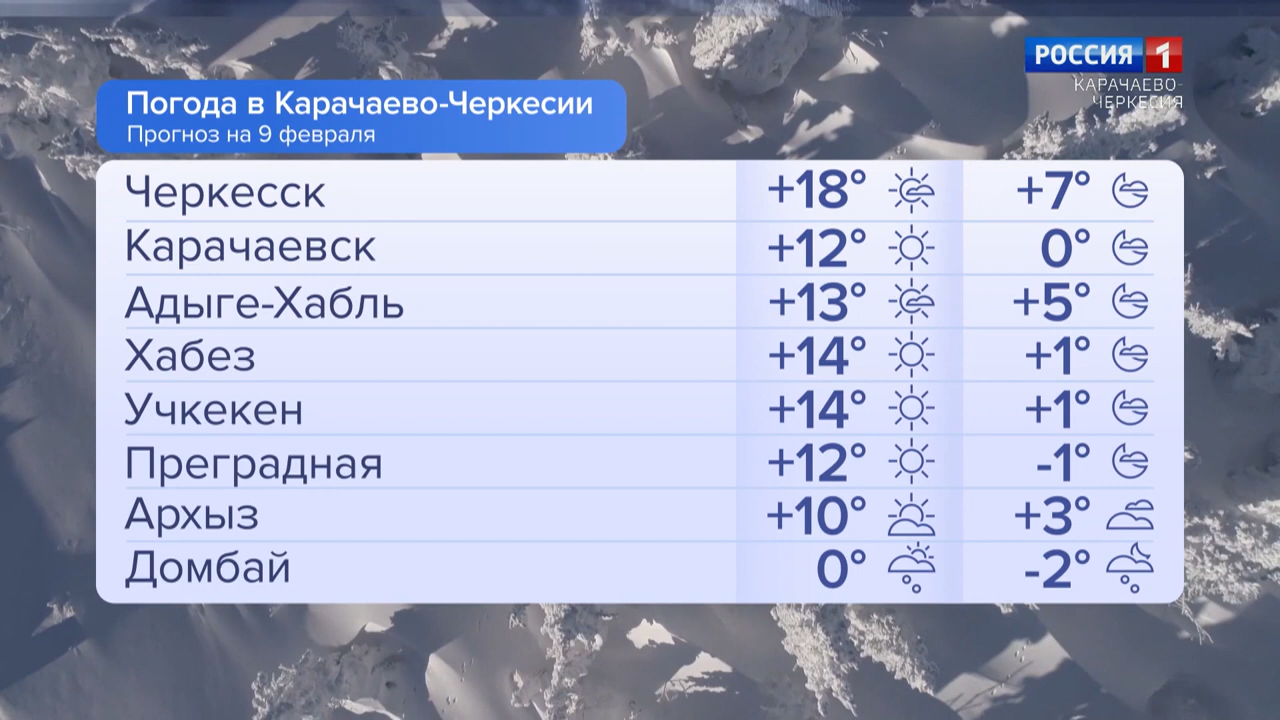 РОССИЯ 1
КАРАЧАЕВО-
ЧЕРКЕСИЯ
Погода в Карачаево-Черкесии
Прогноз на 9 февраля
Черкесск +18° +7°
Карачаевск +12° 0°
Адыге-Хабль +13° +5°
Хабез +14° +1°
Учкекен +14° +1°
Преградная +12° -1°
Архыз +10° +3°
Домбай 0° -2°